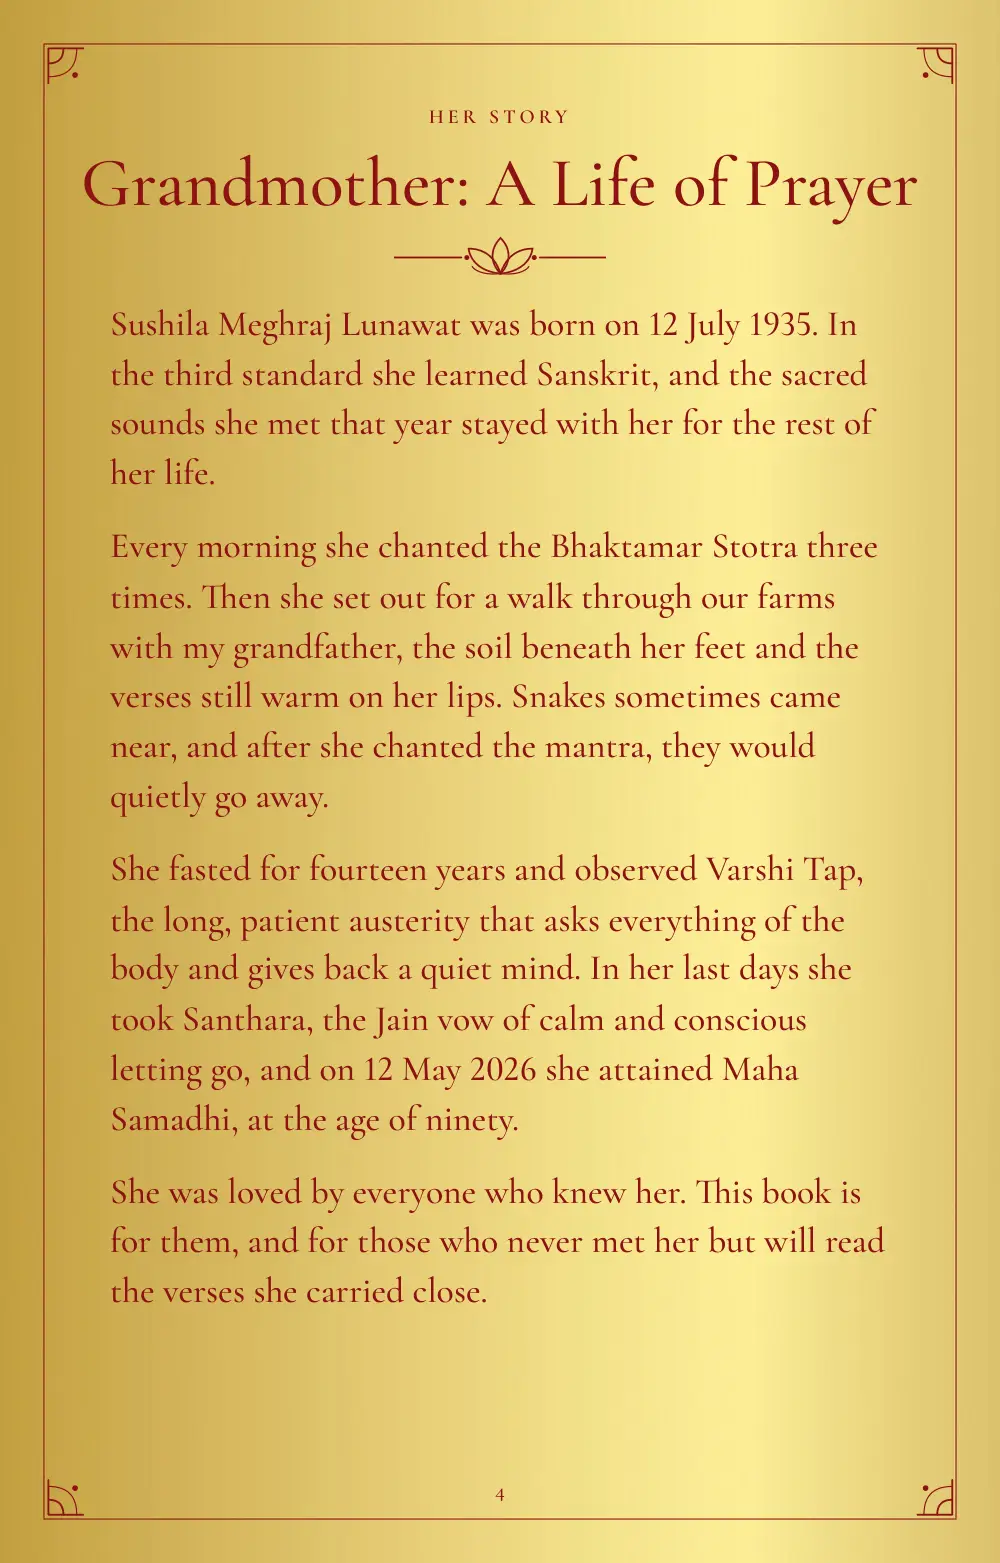 HER STORY
Grandmother: A Life of Prayer
Sushila Meghraj Lunawat was born on 12 July 1935. In
the third standard she learned Sanskrit, and the sacred
sounds she met that year stayed with her for the rest of
her life.
Every morning she chanted the Bhaktamar Stotra three
times. Then she set out for a walk through our farms
with my grandfather, the soil beneath her feet and the
verses still warm on her lips. Snakes sometimes came
near, and after she chanted the mantra, they would
quietly go away.
She fasted for fourteen years and observed Varshi Tap,
the long, patient austerity that asks everything of the
body and gives back a quiet mind. In her last days she
took Santhara, the Jain vow of calm and conscious
letting go, and on 12 May 2026 she attained Maha
Samadhi, at the age of ninety.
She was loved by everyone who knew her. This book is
for them, and for those who never met her but will read
the verses she carried close.
4